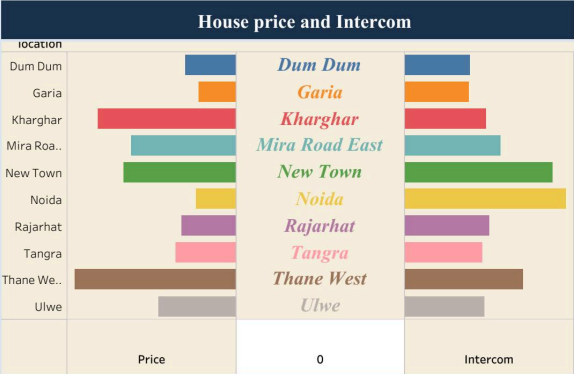 House price and Intercom
location
Dum Dum Dum Dum
Garia Garia
Kharghar Kharghar
Mira Roa.. Mira Road East
New Town New Town
Noida Noida
Rajarhat Rajarhat
Tangra Tangra
Thane We.. Thane West
Ulwe Ulwe
Price 0 Intercom